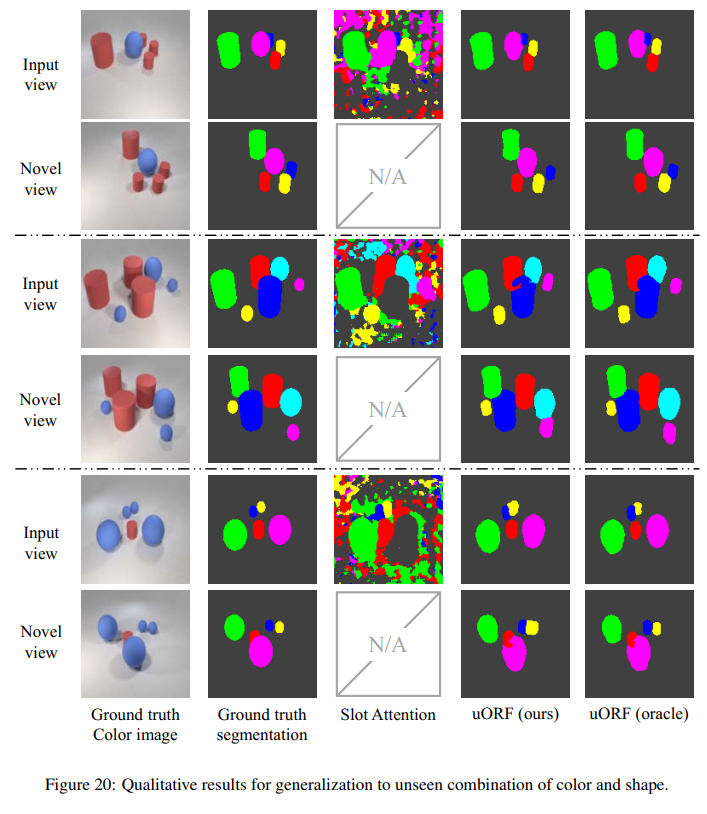 Input
view
Novel
view
N/A
Input
view
Novel
view
N/A
Input
view
Novel
view
N/A
Ground truth
Color image
Ground truth
segmentation
Slot Attention
uORF (ours)
uORF (oracle)
Figure 20: Qualitative results for generalization to unseen combination of color and shape.